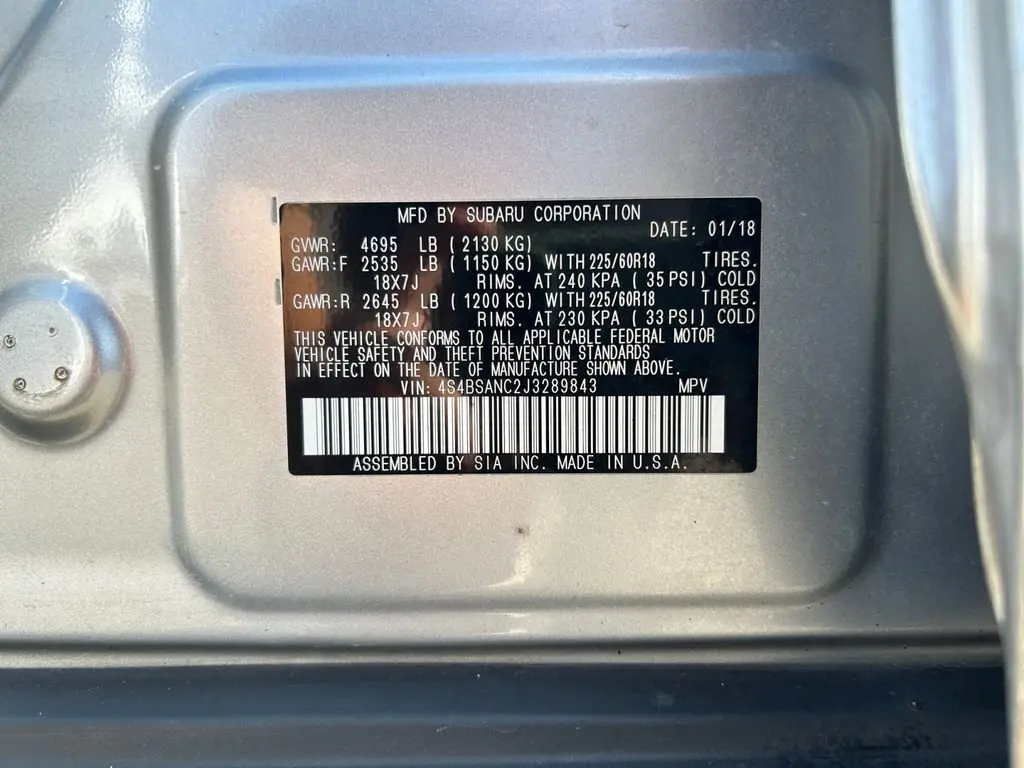 MFD BY SUBARU CORPORATION
DATE: 01/18
GVWR: 4695 LB ( 2130 KG)
GAWR:F 2535 LB ( 1150 KG) WITH 225/60R18 TIRES.
18X7J RIMS. AT 240 KPA ( 35 PSI) COLD
GAWR:R 2645 LB ( 1200 KG) WITH 225/60R18 TIRES.
18X7J RIMS. AT 230 KPA ( 33 PSI) COLD
THIS VEHICLE CONFORMS TO ALL APPLICABLE FEDERAL MOTOR
VEHICLE SAFETY AND THEFT PREVENTION STANDARDS
IN EFFECT ON THE DATE OF MANUFACTURE SHOWN ABOVE.
VIN: 4S4BSANC2J3289843 MPV
ASSEMBLED BY SIA INC. MADE IN U.S.A.